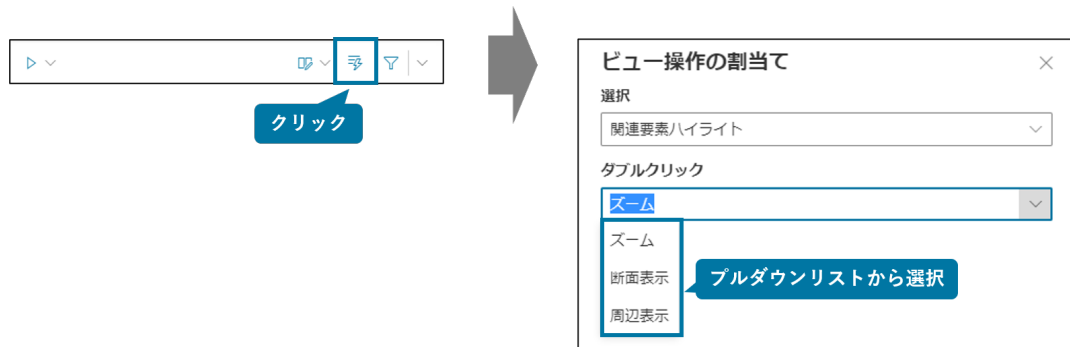 クリック
ビュー操作の割当て
選択
関連要素ハイライト
ダブルクリック
ズーム
ズーム
断面表示
周辺表示
プルダウンリストから選択